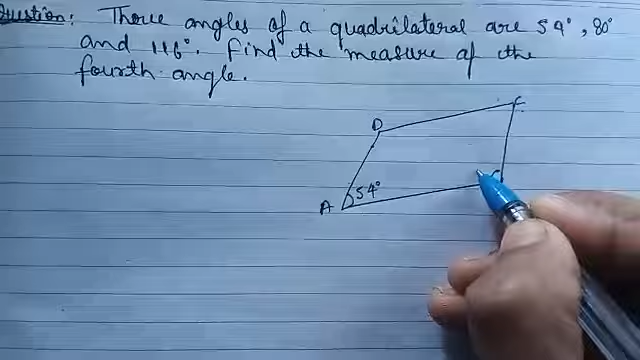 Question: Three angles of a quadrilateral are 54°, 80°
and 116°. Find the measure of the
fourth angle.
D
C
A 54°